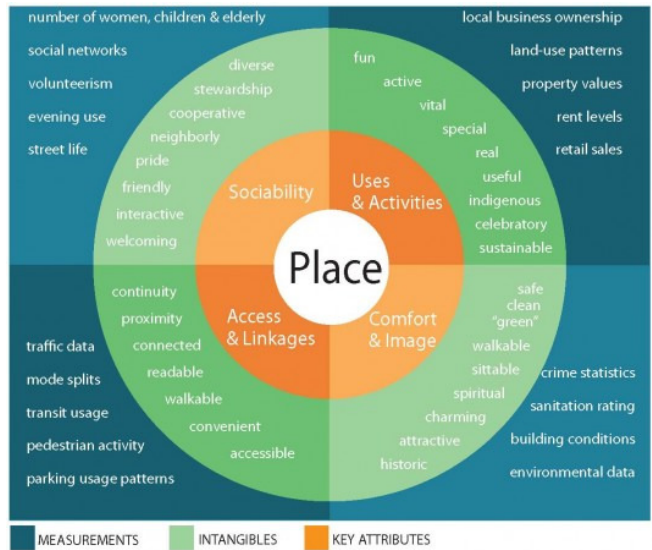 number of women, children & elderly
social networks
volunteerism
evening use
street life
diverse
stewardship
cooperative
neighborly
pride
friendly
interactive
welcoming
Sociability
local business ownership
land-use patterns
property values
rent levels
retail sales
fun
active
vital
special
real
useful
indigenous
celebratory
sustainable
Uses
& Activities
Place
Access
& Linkages
continuity
proximity
connected
readable
walkable
convenient
accessible
traffic data
mode splits
transit usage
pedestrian activity
parking usage patterns
Comfort
& Image
safe
clean
"green"
walkable
sittable
spiritual
charming
attractive
historic
crime statistics
sanitation rating
building conditions
environmental data
MEASUREMENTS
INTANGIBLES
KEY ATTRIBUTES